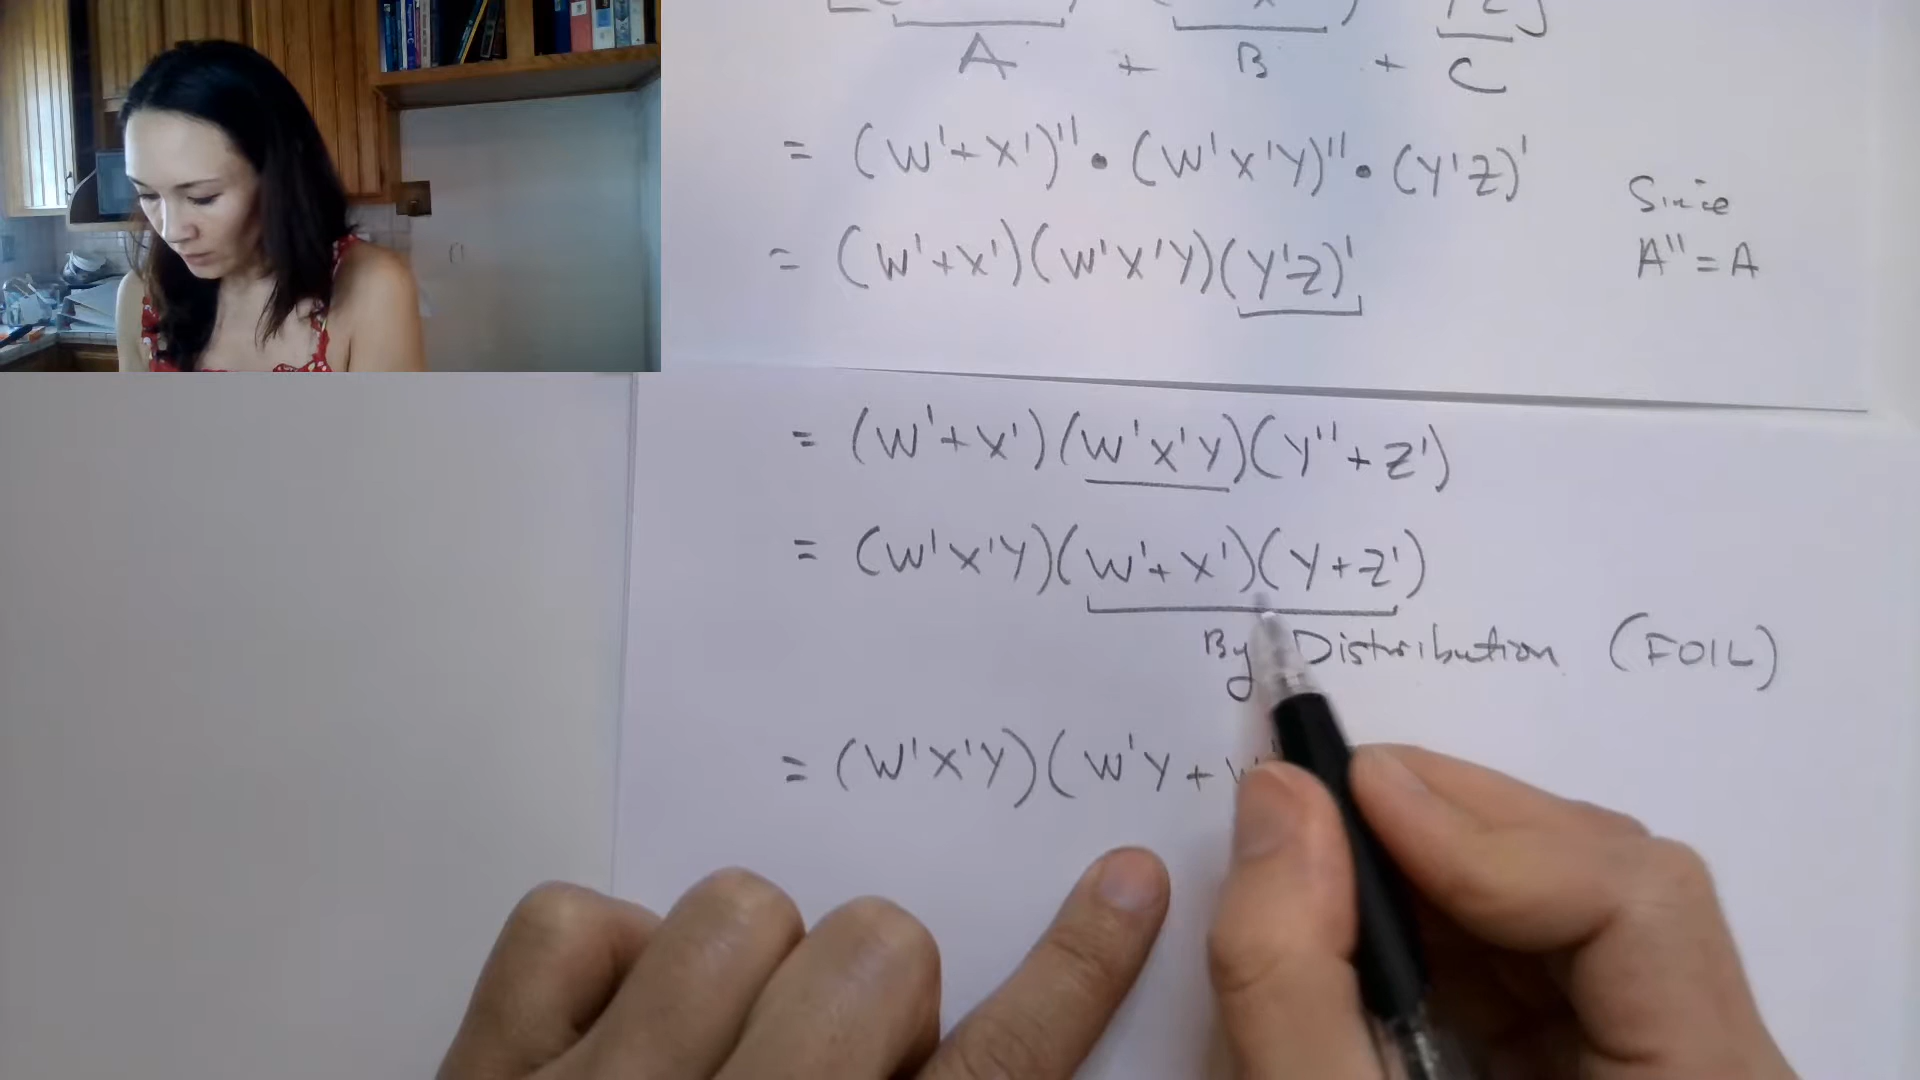 A + B + C
= (W'+X')''•(W'X'Y)''•(Y'Z)'
= (W'+X')(W'X'Y)(Y'Z)'
Since
A''=A
= (W'+X')(W'X'Y)(Y''+Z')
= (W'X'Y)(W'+X')(Y+Z')
By Distribution (FOIL)
= (W'X'Y)(W'Y+W'